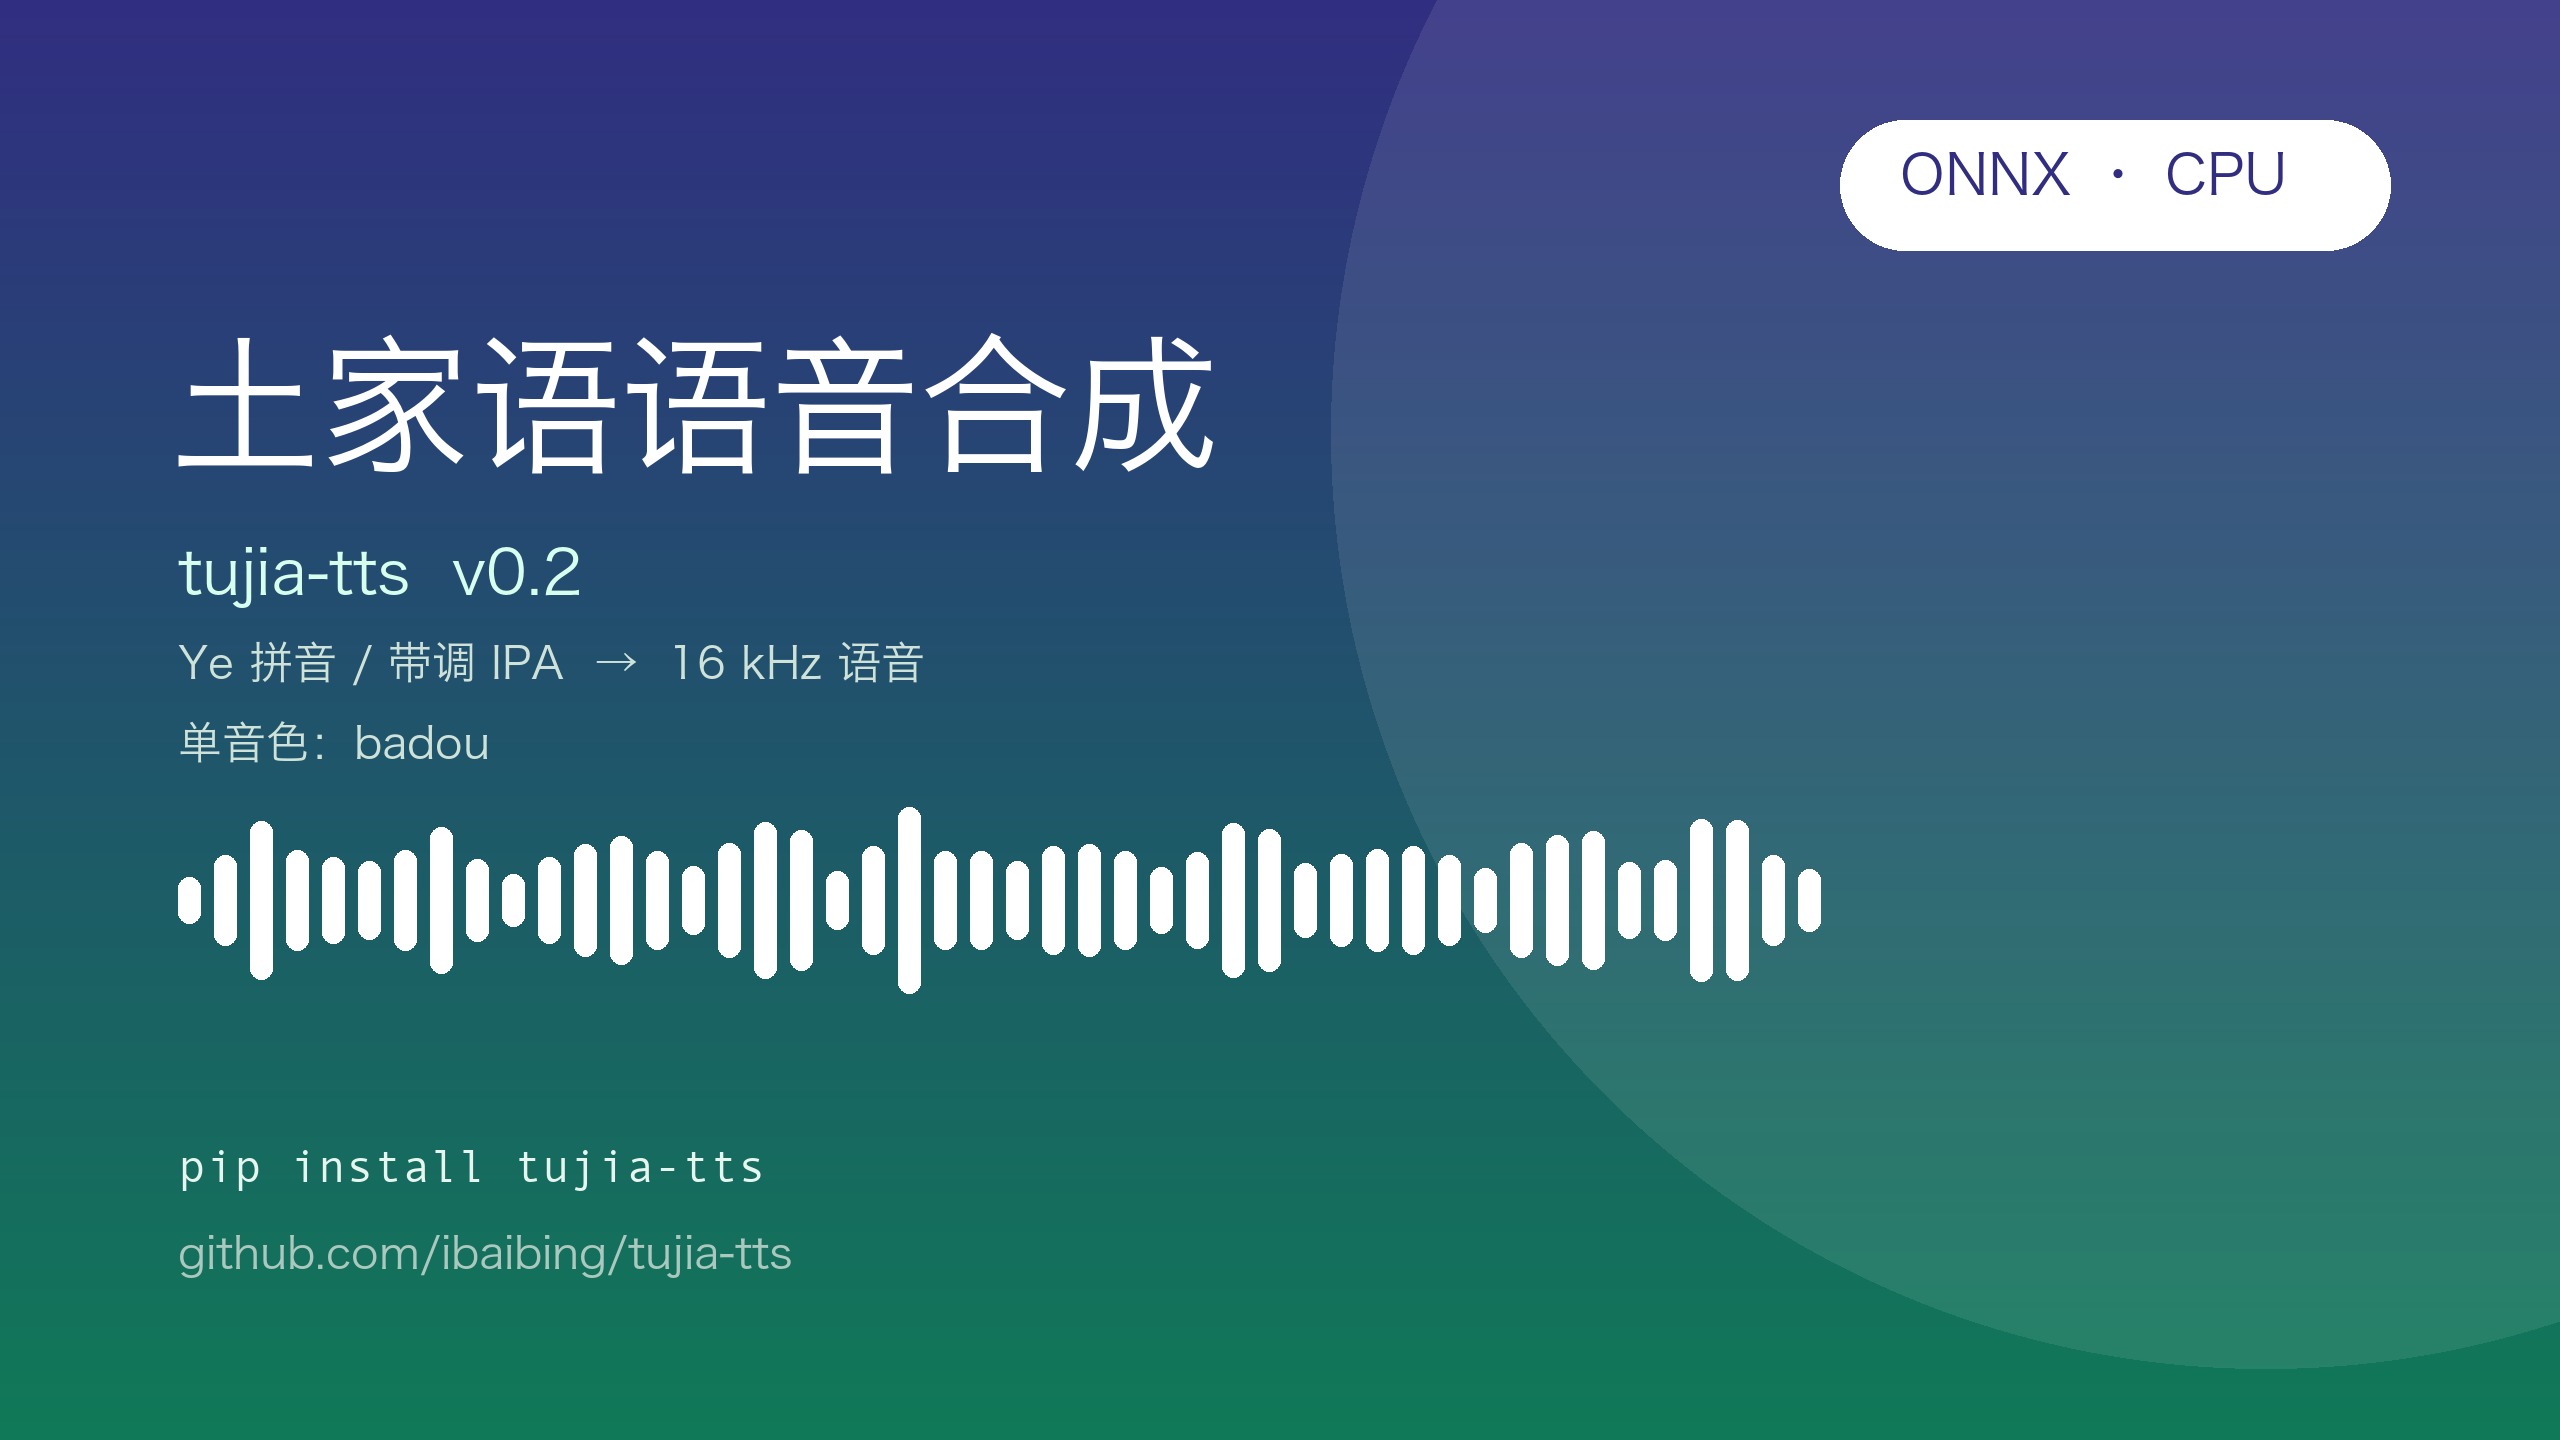 ONNX · CPU
土家语语音合成
tujia-tts v0.2
Ye 拼音 / 带调 IPA → 16 kHz 语音
单音色：badou
pip install tujia-tts
github.com/ibaibing/tujia-tts